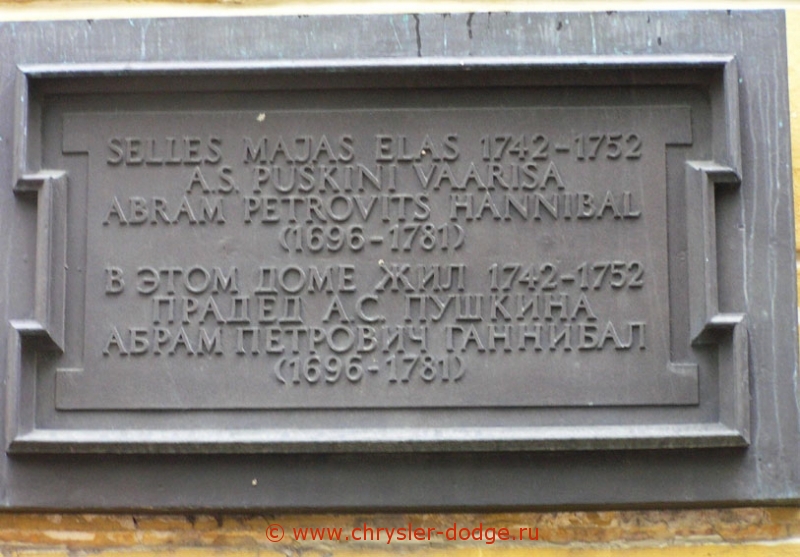 SELLES MAJAS ELAS 1742-1752
A.S. PUSKINI VAARISA
ABRAM PETROVITS HANNIBAL
(1696-1781)
В ЭТОМ ДОМЕ ЖИЛ 1742-1752
ПРАДЕД А.С. ПУШКИНА
АБРАМ ПЕТРОВИЧ ГАННИБАЛ
(1696-1781)
© www.chrysler-dodge.ru